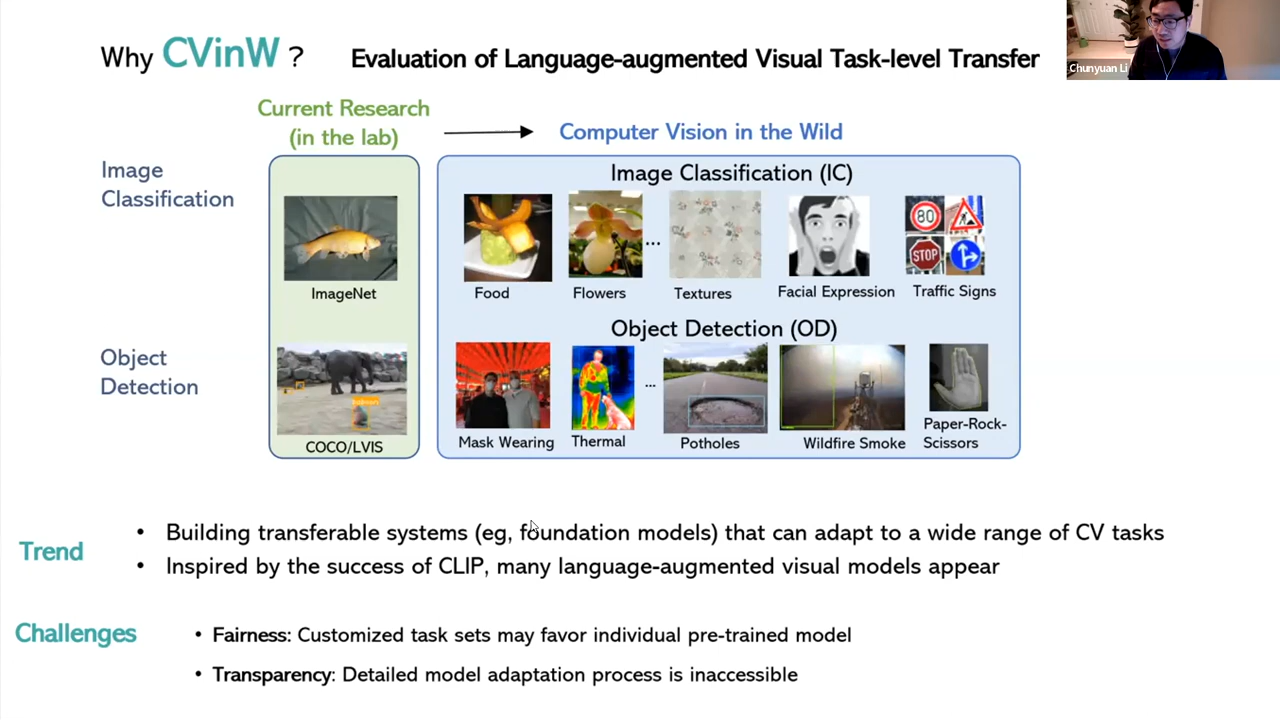 Why CVinW ?
Evaluation of Language-augmented Visual Task-level Transfer
Chunyuan Li
Current Research
(in the lab)
Computer Vision in the Wild
Image
Classification
Image Classification (IC)
80
STOP
ImageNet
Food
Flowers
...
Textures
Facial Expression
Traffic Signs
Object
Detection
Object Detection (OD)
...
COCO/LVIS
Mask Wearing
Thermal
Potholes
Wildfire Smoke
Paper-Rock-
Scissors
Trend
• Building transferable systems (eg, foundation models) that can adapt to a wide range of CV tasks
• Inspired by the success of CLIP, many language-augmented visual models appear
Challenges
• Fairness: Customized task sets may favor individual pre-trained model
• Transparency: Detailed model adaptation process is inaccessible